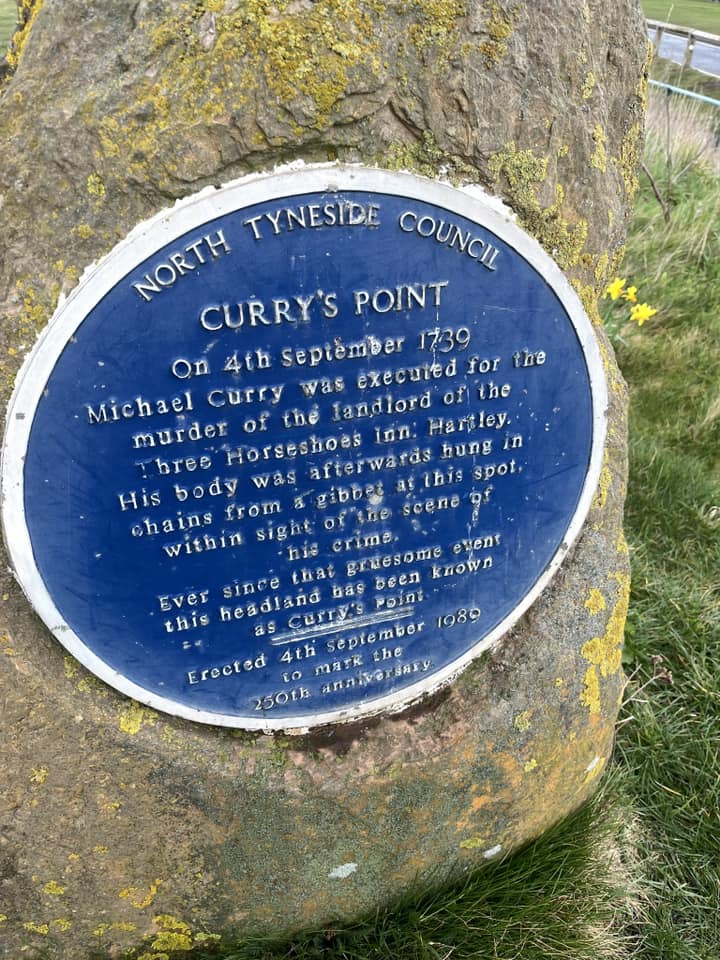 NORTH TYNESIDE COUNCIL
CURRY'S POINT
On 4th September 1739
Michael Curry was executed for the
murder of the landlord of the
Three Horseshoes Inn, Hartley.
His body was afterwards hung in
chains from a gibbet at this spot,
within sight of the scene of
his crime.
Ever since that gruesome event
this headland has been known
as Curry's Point
Erected 4th September 1989
to mark the
250th anniversary